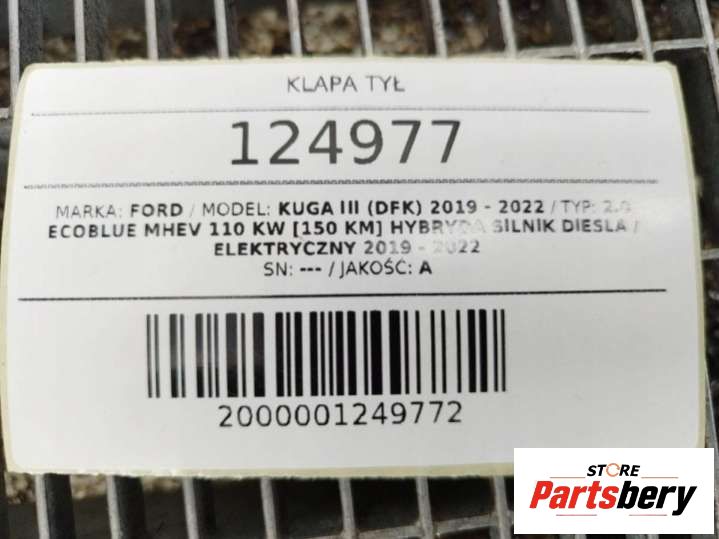 KLAPA TYŁ
124977
MARKA: FORD / MODEL: KUGA III (DFK) 2019 - 2022 / TYP: 2.0
ECOBLUE MHEV 110 KW [150 KM] HYBRYDA SILNIK DIESLA /
ELEKTRYCZNY 2019 - 2022
SN: --- / JAKOŚĆ: A
2000001249772
STORE
Partsbery